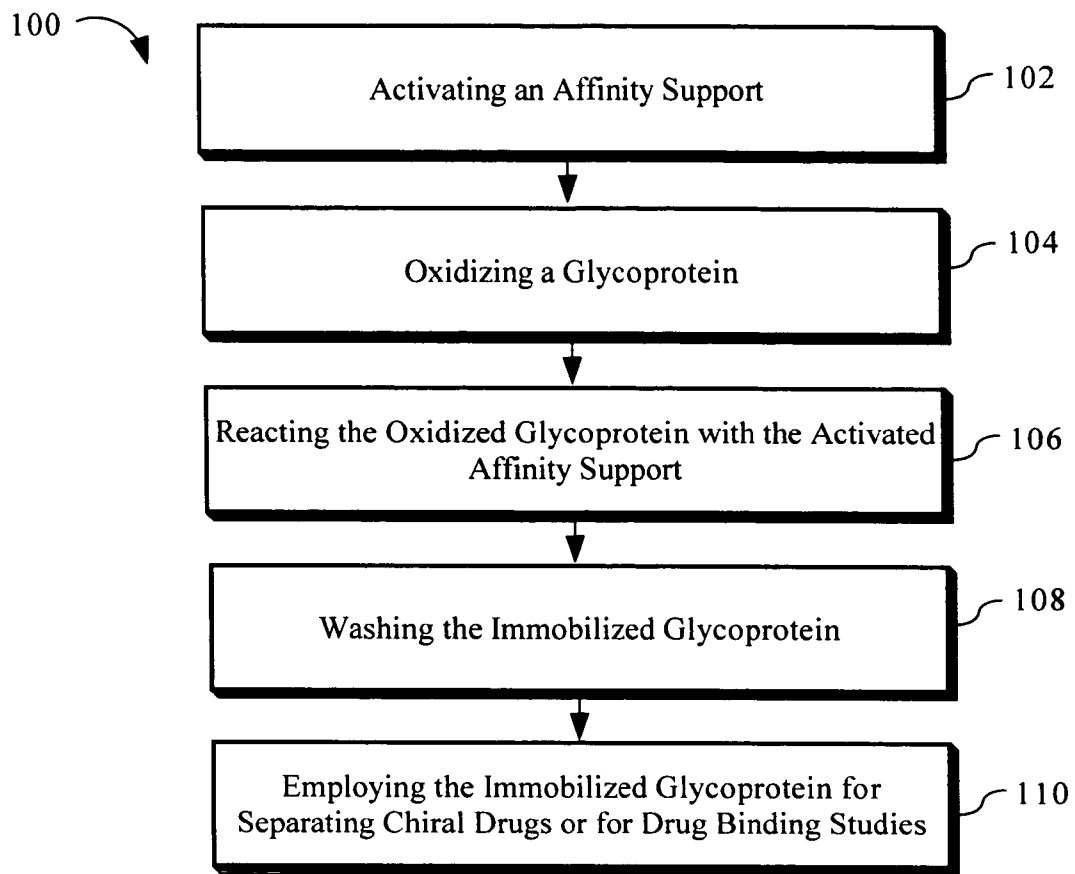 100
Activating an Affinity Support
102
Oxidizing a Glycoprotein
104
Reacting the Oxidized Glycoprotein with the Activated
Affinity Support
106
Washing the Immobilized Glycoprotein
108
Employing the Immobilized Glycoprotein for
Separating Chiral Drugs or for Drug Binding Studies
110